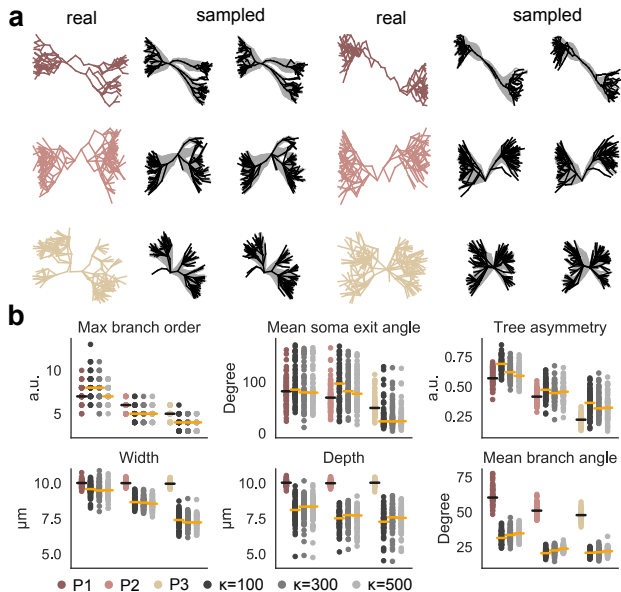 a
real sampled real sampled
b
Max branch order Mean soma exit angle Tree asymmetry
a.u.
10
5
Degree
100
0
a.u.
0.75
0.50
0.25
Width Depth Mean branch angle
μm
10.0
7.5
5.0
μm
10.0
7.5
5.0
Degree
75
50
25
P1 P2 P3 κ=100 κ=300 κ=500